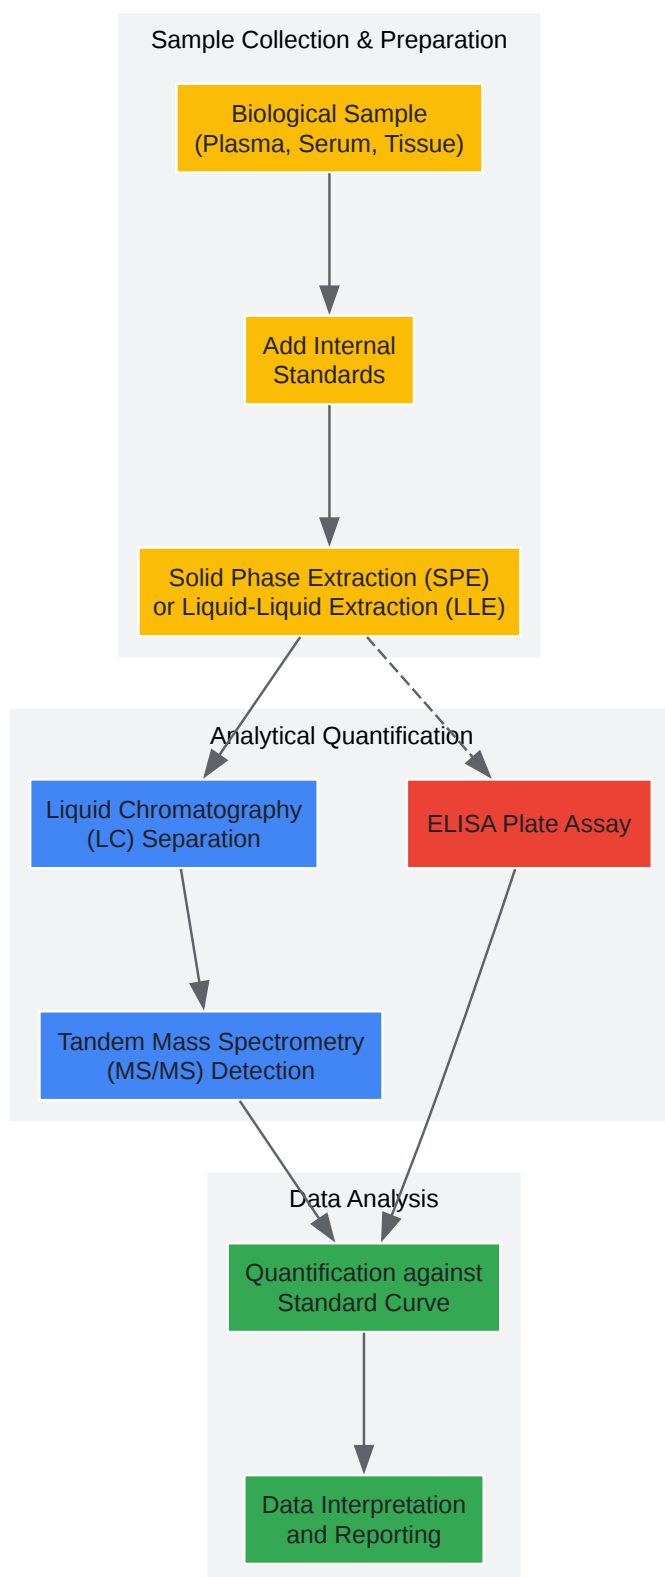 Sample Collection & Preparation
Biological Sample
(Plasma, Serum, Tissue)
Add Internal
Standards
Solid Phase Extraction (SPE)
or Liquid-Liquid Extraction (LLE)
Analytical Quantification
Liquid Chromatography
(LC) Separation
ELISA Plate Assay
Tandem Mass Spectrometry
(MS/MS) Detection
Data Analysis
Quantification against
Standard Curve
Data Interpretation
and Reporting